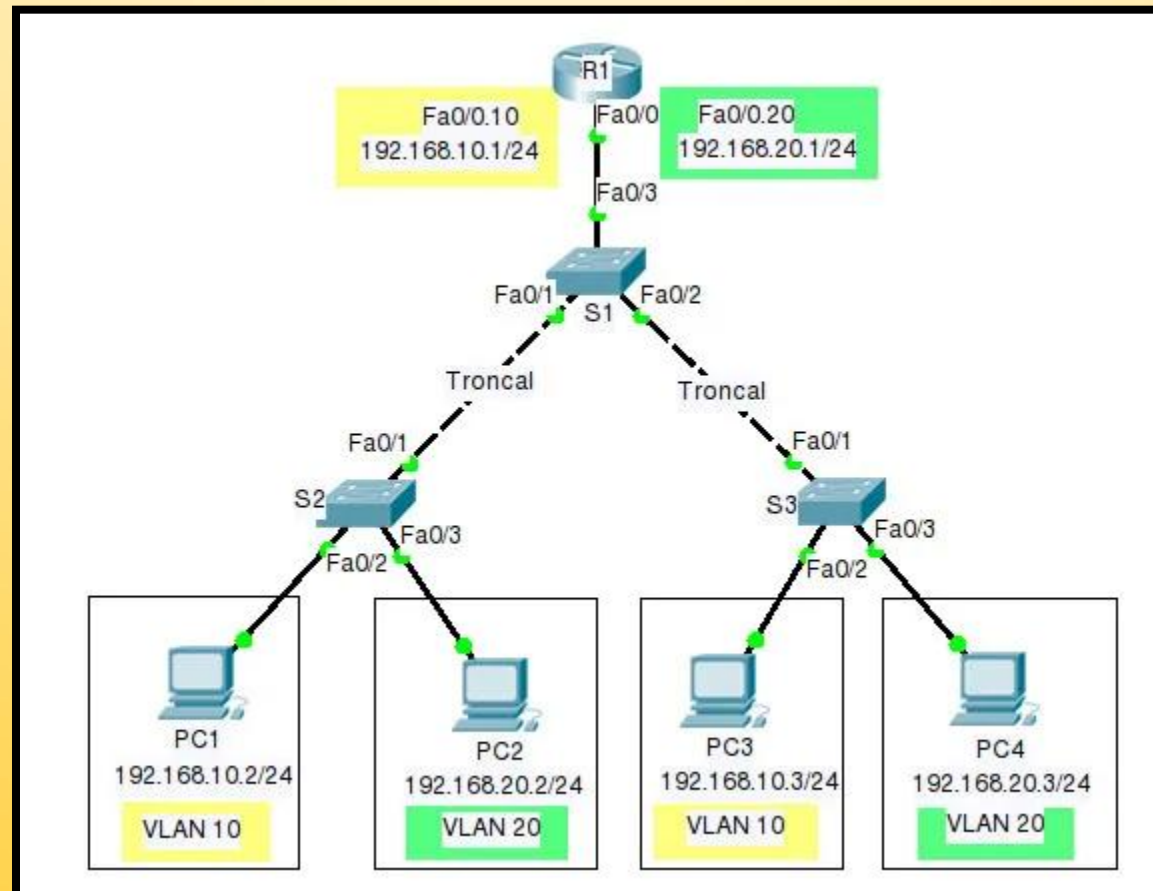 R1
Fa0/0.10
192.168.10.1/24
Fa0/0
Fa0/0.20
192.168.20.1/24
Fa0/3
Fa0/1
S1
Fa0/2
Troncal
Troncal
Fa0/1
Fa0/1
S2
S3
Fa0/2
Fa0/3
Fa0/2
Fa0/3
PC1
192.168.10.2/24
VLAN 10
PC2
192.168.20.2/24
VLAN 20
PC3
192.168.10.3/24
VLAN 10
PC4
192.168.20.3/24
VLAN 20